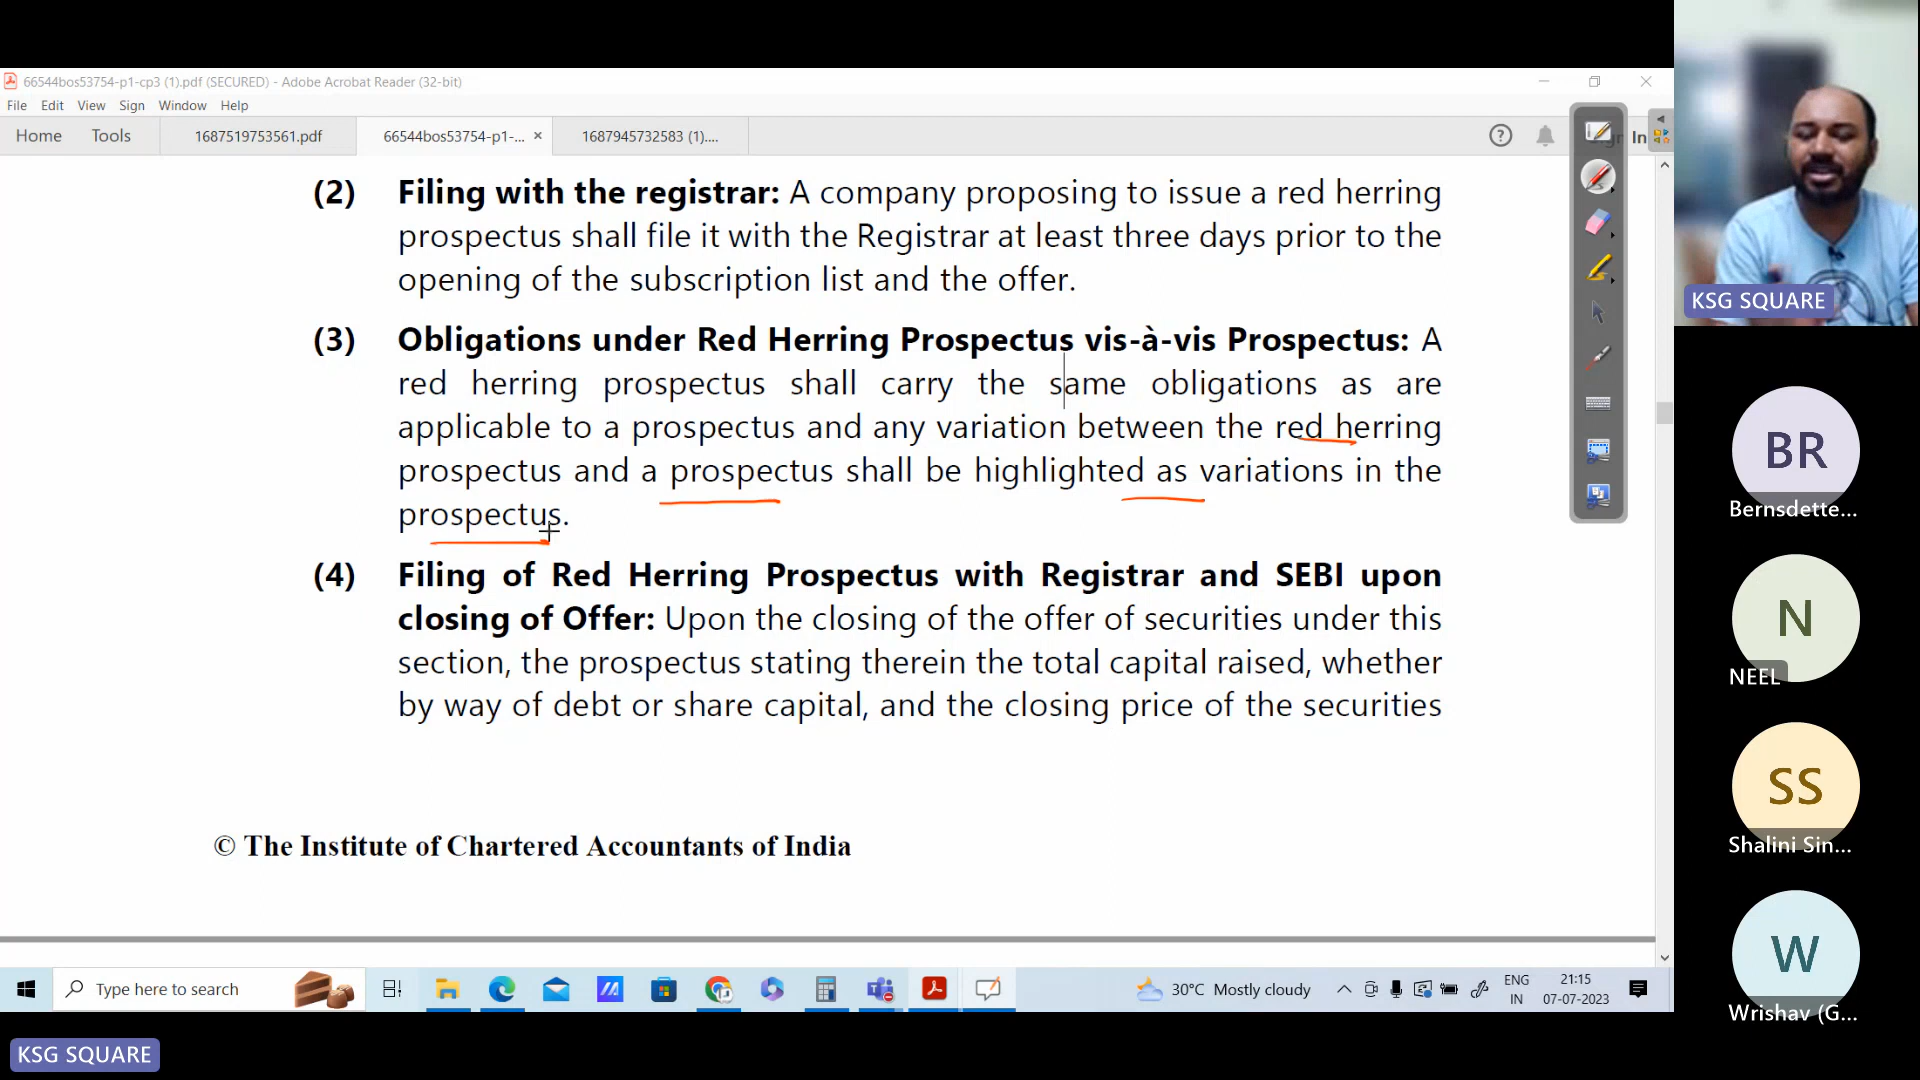 66544bos53754-p1-cp3 (1).pdf (SECURED) - Adobe Acrobat Reader (32-bit)
File Edit View Sign Window Help
Home Tools 1687519753561.pdf 66544bos53754-p1-... × 1687945732583 (1)....
In
(2) Filing with the registrar: A company proposing to issue a red herring
prospectus shall file it with the Registrar at least three days prior to the
opening of the subscription list and the offer.
(3) Obligations under Red Herring Prospectus vis-à-vis Prospectus: A
red herring prospectus shall carry the same obligations as are
applicable to a prospectus and any variation between the red herring
prospectus and a prospectus shall be highlighted as variations in the
prospectus.
(4) Filing of Red Herring Prospectus with Registrar and SEBI upon
closing of Offer: Upon the closing of the offer of securities under this
section, the prospectus stating therein the total capital raised, whether
by way of debt or share capital, and the closing price of the securities
© The Institute of Chartered Accountants of India
Type here to search
30°C Mostly cloudy
ENG
IN
21:15
07-07-2023
KSG SQUARE
KSG SQUARE
BR
Bernsdette...
N
NEEL
SS
Shalini Sin...
W
Wrishav (G...